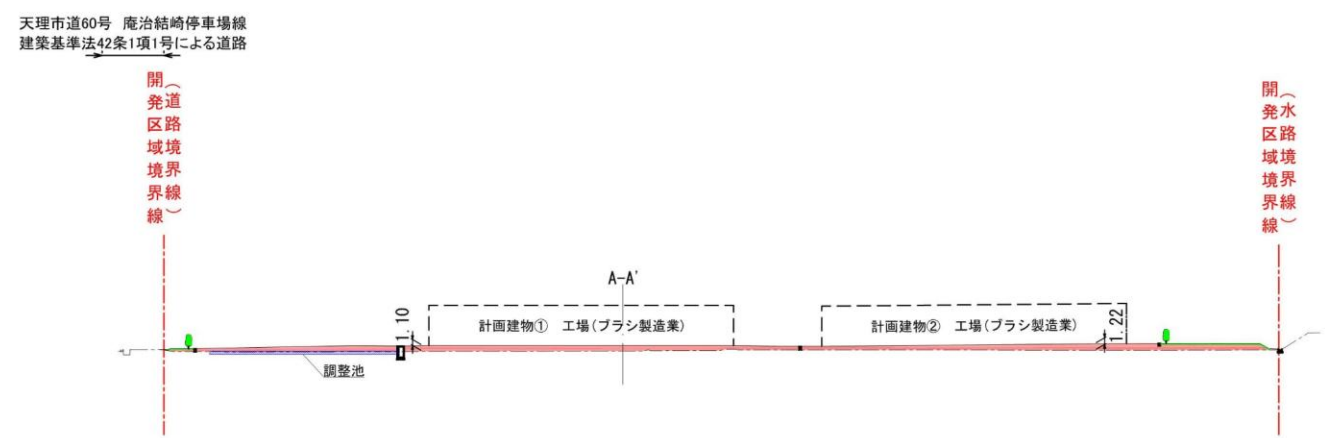 天理市道60号 庵治結崎停車場線
建築基準法42条1項1号による道路
開発区域境界線
(道路境界線)
開発区域境界線
(水路境界線)
A-A'
1.10
計画建物① 工場(ブラシ製造業)
計画建物② 工場(ブラシ製造業)
1.22
調整池